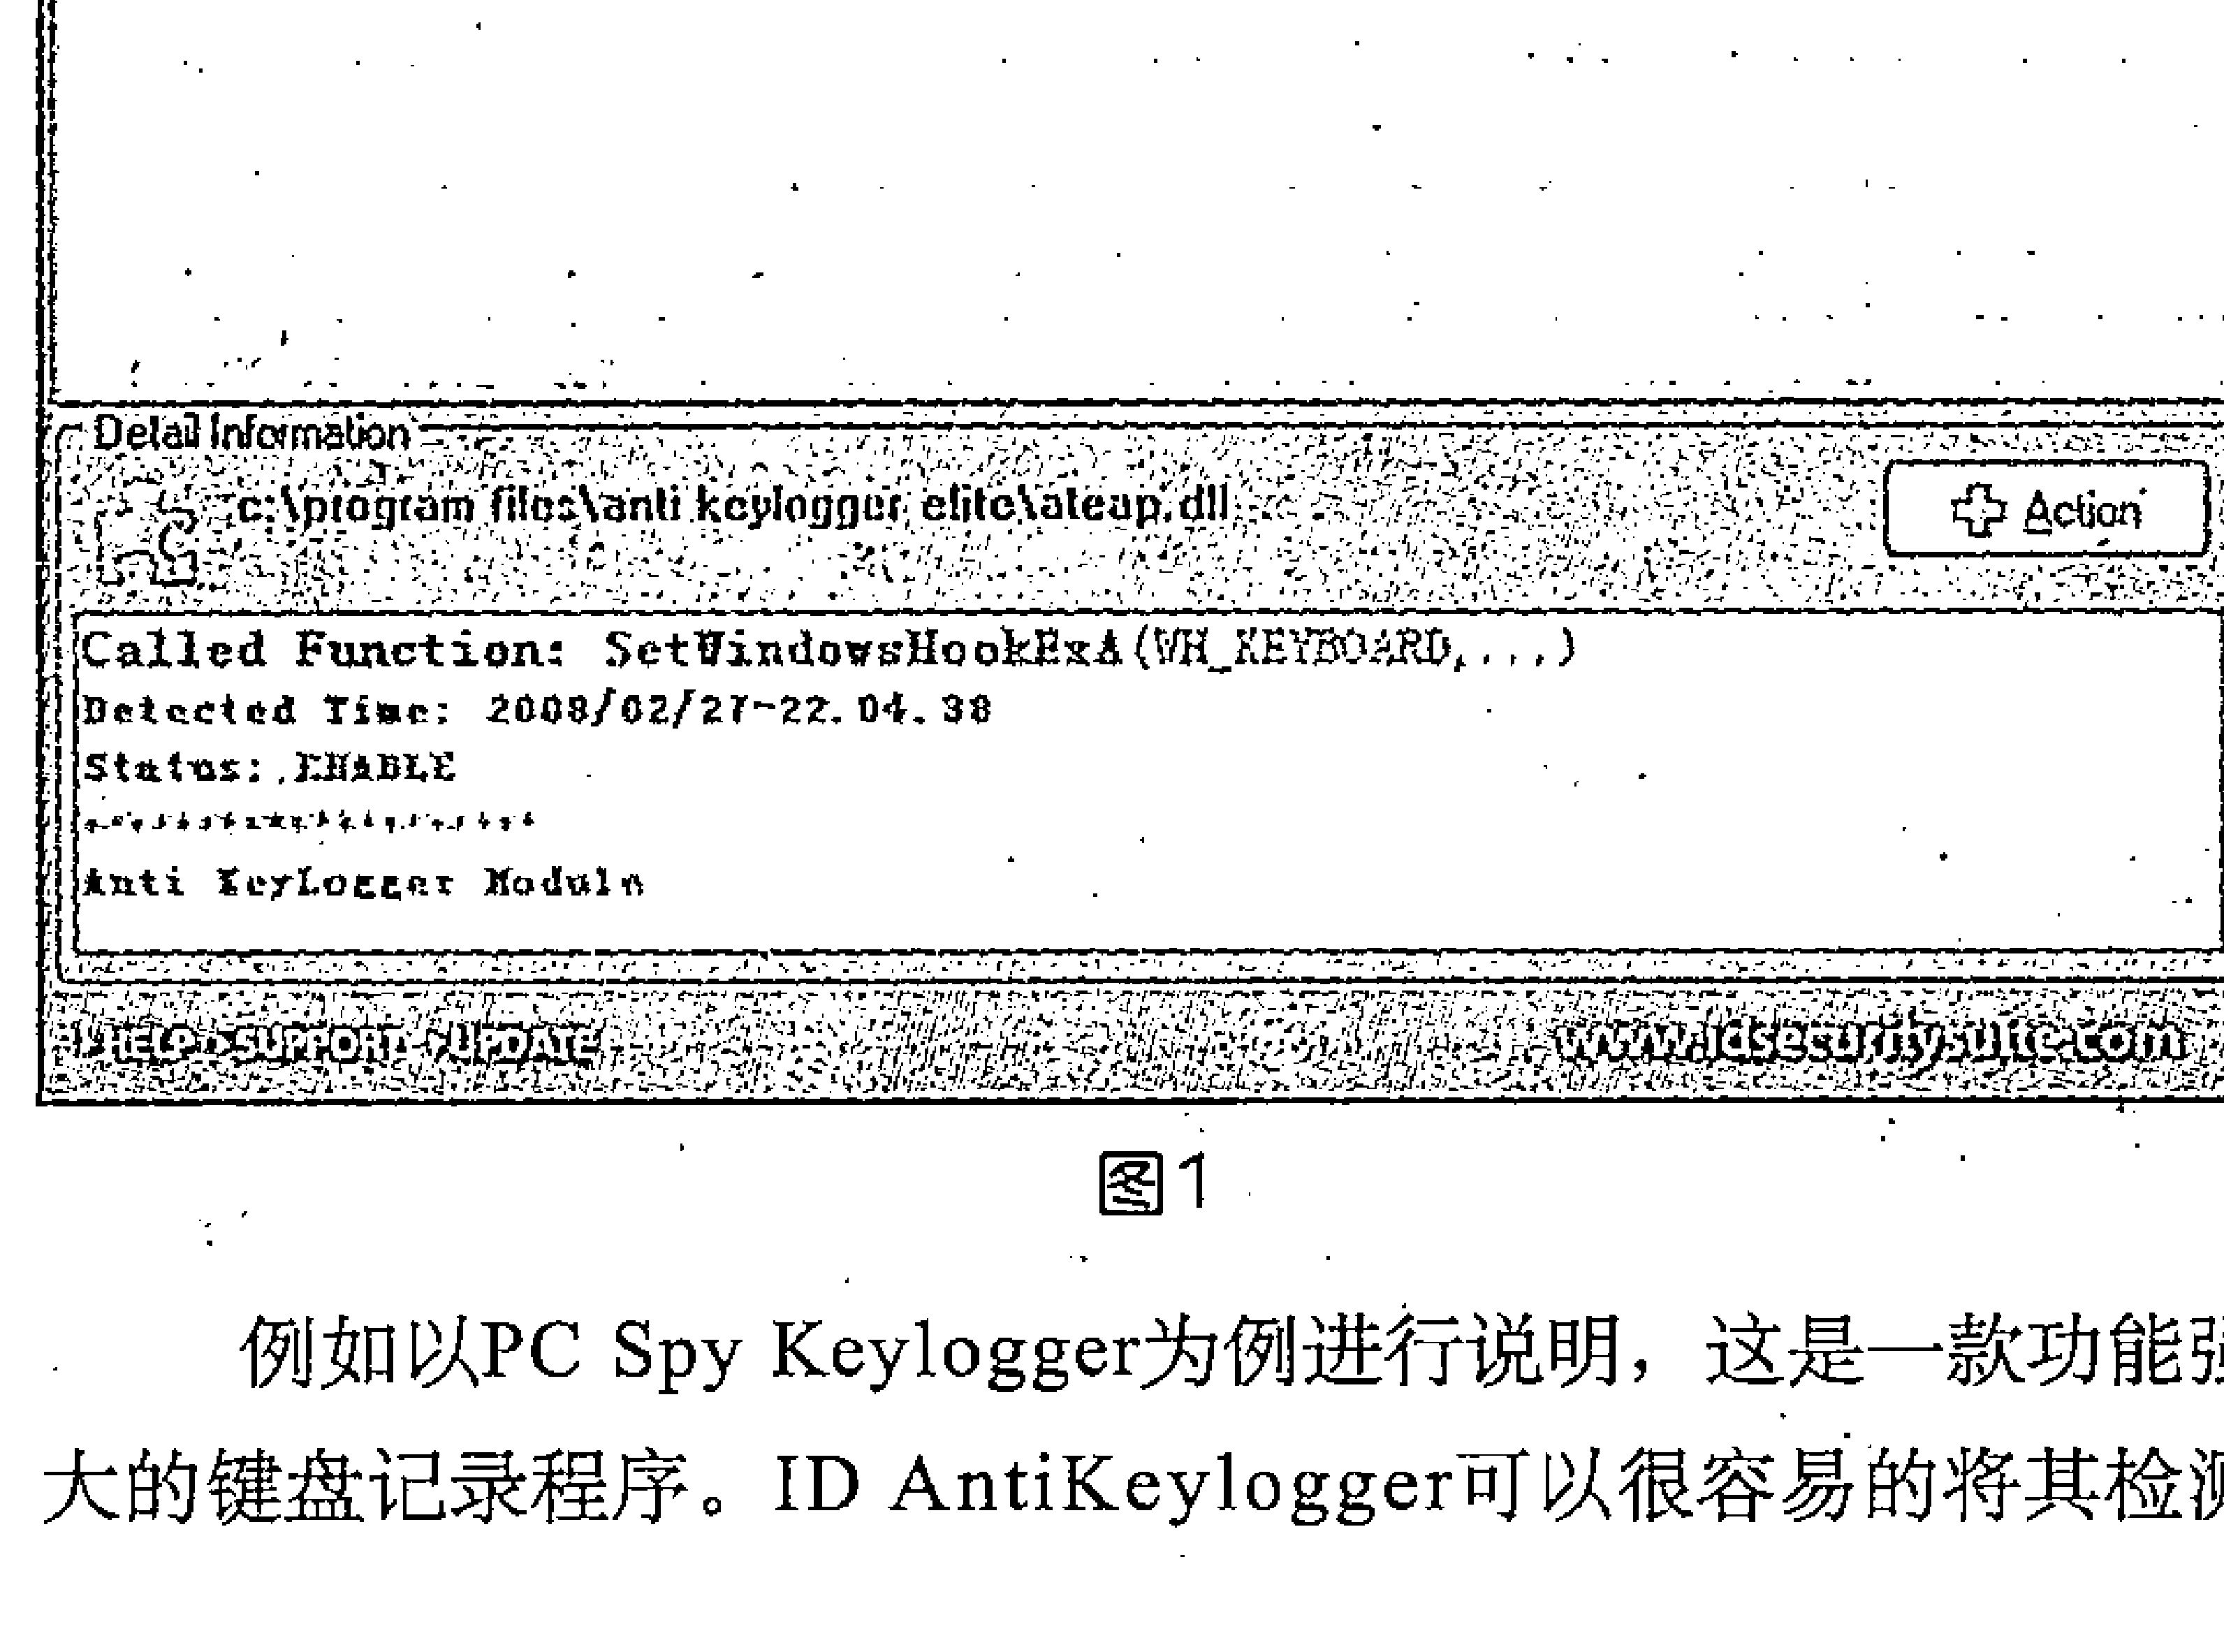 Detail Information
c:\program files\anti keylogger elite\
Action
Called Function: SetWindowsHookExA(WH_KEYBOARD,...)
Detected Time: 2008/02/27-22.04.38
Status: ENABLE
Anti KeyLogger Module
HELP SUPPORT UPDATE
www.idsecuritysuite.com
图1
例如以PC Spy Keylogger为例进行说明，这是一款功能强
大的键盘记录程序。ID AntiKeylogger可以很容易的将其检测